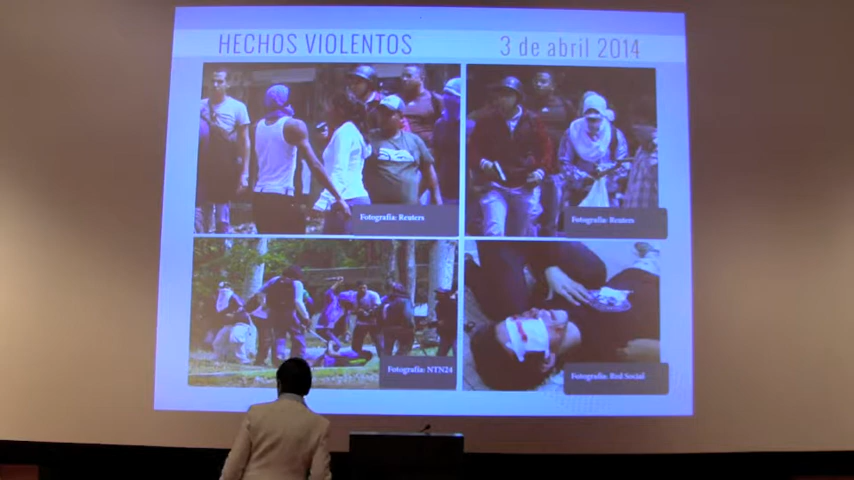 HECHOS VIOLENTOS
3 de abril 2014
Fotografía: Reuters
Fotografía: Reuters
Fotografía: NTN24
Fotografía: Red Social